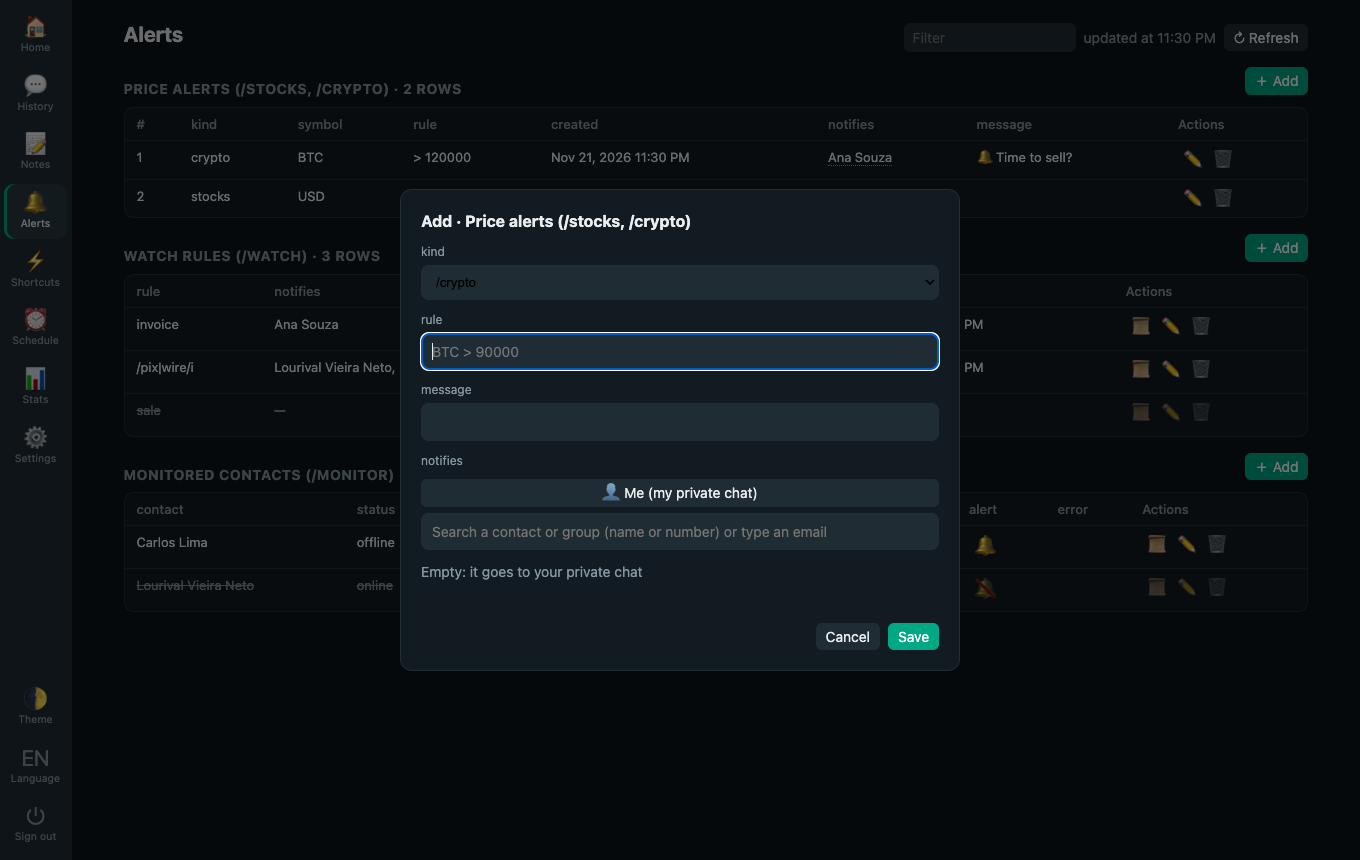 Home
History
Notes
Alerts
Shortcuts
Schedule
Stats
Settings
Theme
EN
Language
Sign out
Alerts
Filter
updated at 11:30 PM
Refresh
PRICE ALERTS (/STOCKS, /CRYPTO) · 2 ROWS
+ Add
# kind symbol rule created notifies message Actions
1 crypto BTC > 120000 Nov 21, 2026 11:30 PM Ana Souza Time to sell?
2 stocks USD
WATCH RULES (/WATCH) · 3 ROWS
+ Add
rule notifies Actions
invoice Ana Souza PM
/pix|wire/i Lourival Vieira Neto, PM
sale —
MONITORED CONTACTS (/MONITOR)
+ Add
contact status alert error Actions
Carlos Lima offline
Lourival Vieira Neto online
Add · Price alerts (/stocks, /crypto)
kind
/crypto
rule
BTC > 90000
message
notifies
Me (my private chat)
Search a contact or group (name or number) or type an email
Empty: it goes to your private chat
Cancel
Save